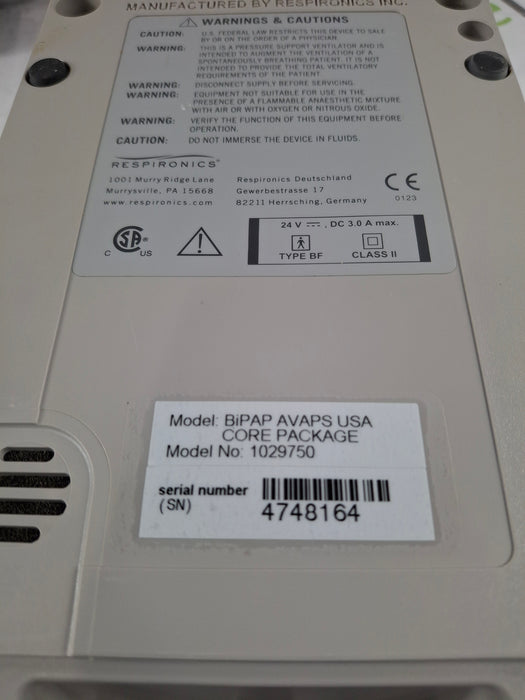 MANUFACTURED BY RESPIRONICS INC.
WARNINGS & CAUTIONS
CAUTION: U.S. FEDERAL LAW RESTRICTS THIS DEVICE TO SALE
BY OR ON THE ORDER OF A PHYSICIAN.
WARNING: THIS IS A PRESSURE SUPPORT VENTILATOR AND IS
INTENDED TO AUGMENT THE VENTILATION OF A
SPONTANEOUSLY BREATHING PATIENT. IT IS NOT
INTENDED TO PROVIDE THE TOTAL VENTILATORY
REQUIREMENTS OF THE PATIENT.
WARNING: DISCONNECT SUPPLY BEFORE SERVICING.
WARNING: EQUIPMENT NOT SUITABLE FOR USE IN THE
PRESENCE OF A FLAMMABLE ANAESTHETIC MIXTURE
WITH AIR OR WITH OXYGEN OR NITROUS OXIDE.
WARNING: VERIFY THE FUNCTION OF THIS EQUIPMENT BEFORE
OPERATION.
CAUTION: DO NOT IMMERSE THE DEVICE IN FLUIDS.
RESPIRONICS®
1001 Murry Ridge Lane
Murrysville, PA 15668
www.respironics.com
Respironics Deutschland
Gewerbestrasse 17
82211 Herrsching, Germany
CE
0123
C SA® US
24 V ⎓, DC 3.0 A max.
TYPE BF CLASS II
Model: BiPAP AVAPS USA
CORE PACKAGE
Model No: 1029750
serial number
(SN)
4748164